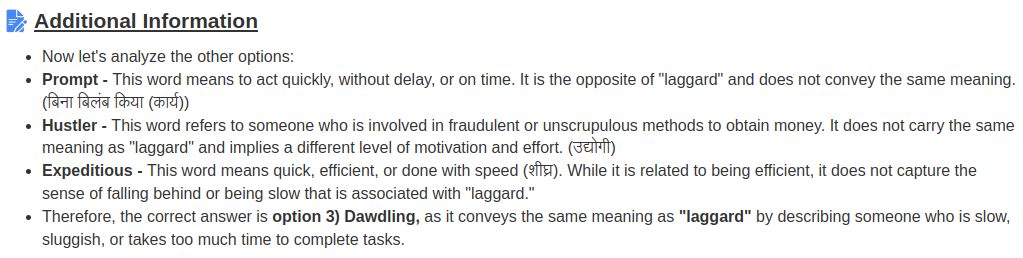 Additional Information
• Now let's analyze the other options:
• Prompt - This word means to act quickly, without delay, or on time. It is the opposite of "laggard" and does not convey the same meaning.
(बिना बिलंब किया (कार्य))
• Hustler - This word refers to someone who is involved in fraudulent or unscrupulous methods to obtain money. It does not carry the same
meaning as "laggard" and implies a different level of motivation and effort. (उद्योगी)
• Expeditious - This word means quick, efficient, or done with speed (शीघ्र). While it is related to being efficient, it does not capture the
sense of falling behind or being slow that is associated with "laggard."
• Therefore, the correct answer is option 3) Dawdling, as it conveys the same meaning as "laggard" by describing someone who is slow,
sluggish, or takes too much time to complete tasks.